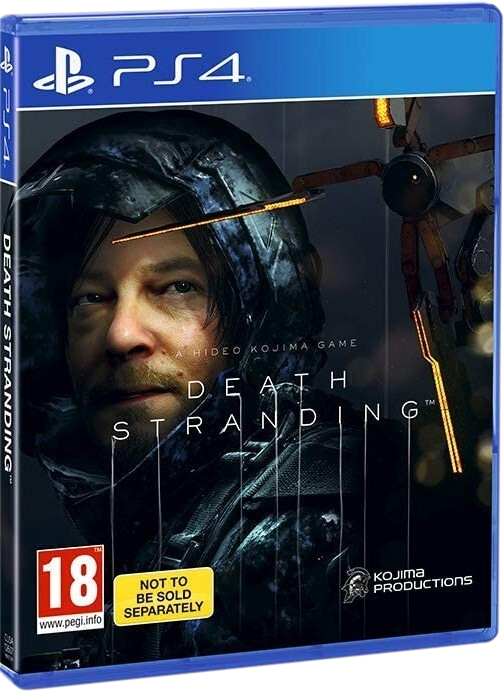 PS4
PS4
DEATH STRANDING™
A HIDEO KOJIMA GAME
DEATH
STRANDING™
18
www.pegi.info
NOT TO
BE SOLD
SEPARATELY
KOJIMA
PRODUCTIONS